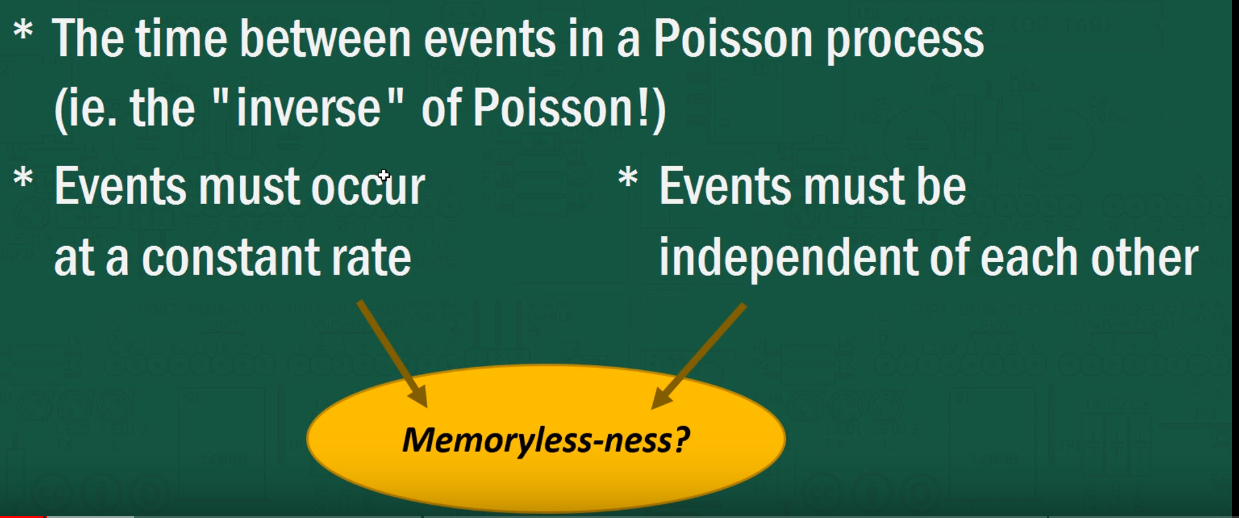 * The time between events in a Poisson process
(ie. the "inverse" of Poisson!)
* Events must occur
at a constant rate
* Events must be
independent of each other
Memoryless-ness?